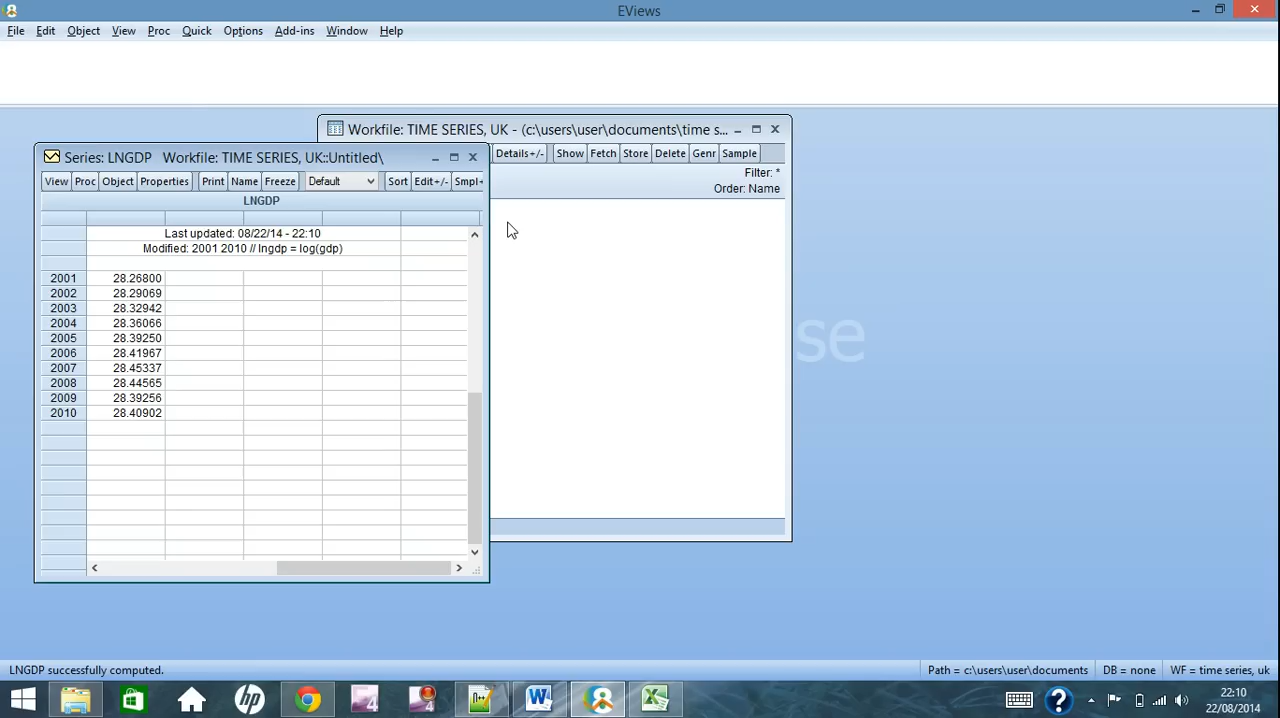 EViews
File Edit Object View Proc Quick Options Add-ins Window Help
Workfile: TIME SERIES, UK - (c:\users\user\documents\time s...
Details+/- Show Fetch Store Delete Genr Sample
Filter: *
Order: Name
Series: LNGDP Workfile: TIME SERIES, UK::Untitled\
View Proc Object Properties Print Name Freeze Default Sort Edit+/- Smpl+
LNGDP
Last updated: 08/22/14 - 22:10
Modified: 2001 2010 // lngdp = log(gdp)
2001 28.26800
2002 28.29069
2003 28.32942
2004 28.36066
2005 28.39250
2006 28.41967
2007 28.45337
2008 28.44565
2009 28.39256
2010 28.40902
se
LNGDP successfully computed.
Path = c:\users\user\documents DB = none WF = time series, uk
22:10
22/08/2014